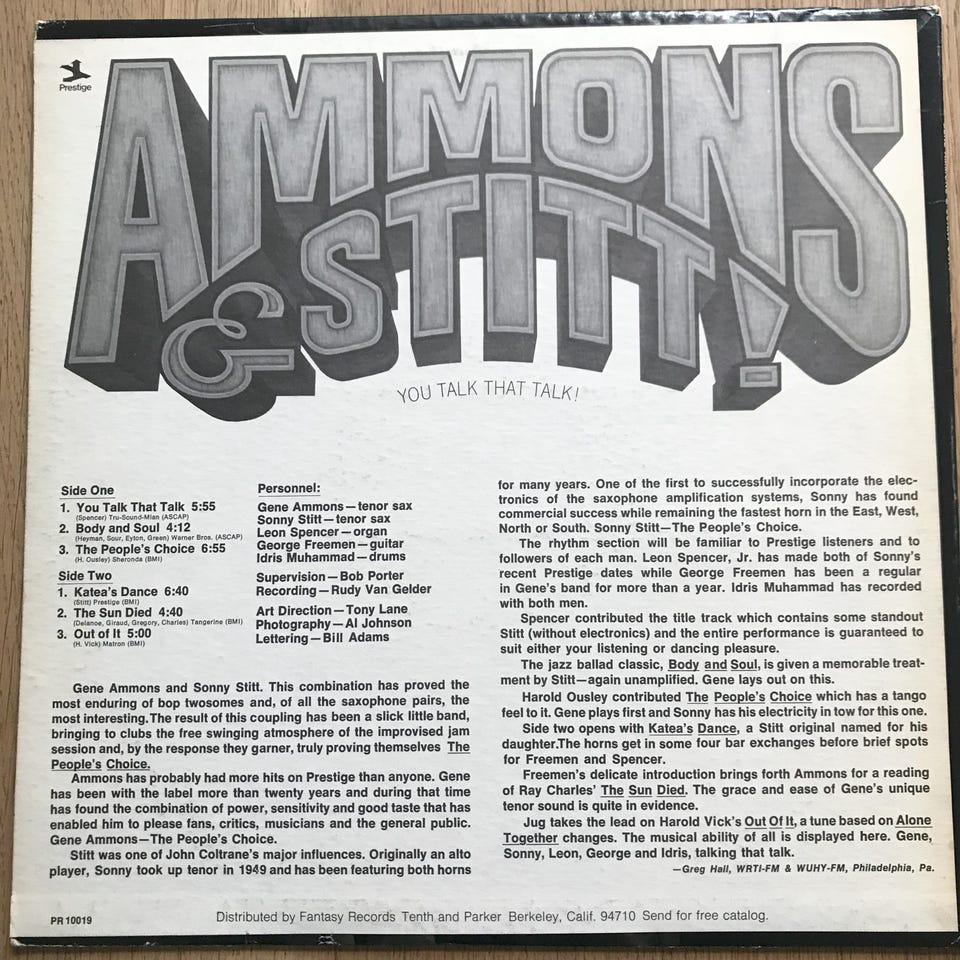 Prestige
AMMONS
& STITT!
YOU TALK THAT TALK!
Side One
1. You Talk That Talk 5:55
(Spencer) Tru-Sound-Mian (ASCAP)
2. Body and Soul 4:12
(Heyman, Sour, Eyton, Green) Warner Bros. (ASCAP)
3. The People's Choice 6:55
(H. Ousley) Sheronda (BMI)
Side Two
1. Katea's Dance 6:40
(Stitt) Prestige (BMI)
2. The Sun Died 4:40
(Delanoe, Giraud, Gregory, Charles) Tangerine (BMI)
3. Out of It 5:00
(H. Vick) Matron (BMI)
Personnel:
Gene Ammons—tenor sax
Sonny Stitt—tenor sax
Leon Spencer—organ
George Freemen—guitar
Idris Muhammad—drums
Supervision—Bob Porter
Recording—Rudy Van Gelder
Art Direction—Tony Lane
Photography—Al Johnson
Lettering—Bill Adams
Gene Ammons and Sonny Stitt. This combination has proved the
most enduring of bop twosomes and, of all the saxophone pairs, the
most interesting.The result of this coupling has been a slick little band,
bringing to clubs the free swinging atmosphere of the improvised jam
session and, by the response they garner, truly proving themselves The
People's Choice.
Ammons has probably had more hits on Prestige than anyone. Gene
has been with the label more than twenty years and during that time
has found the combination of power, sensitivity and good taste that has
enabled him to please fans, critics, musicians and the general public.
Gene Ammons—The People's Choice.
Stitt was one of John Coltrane's major influences. Originally an alto
player, Sonny took up tenor in 1949 and has been featuring both horns
for many years. One of the first to successfully incorporate the elec-
tronics of the saxophone amplification systems, Sonny has found
commercial success while remaining the fastest horn in the East, West,
North or South. Sonny Stitt—The People's Choice.
The rhythm section will be familiar to Prestige listeners and to
followers of each man. Leon Spencer, Jr. has made both of Sonny's
recent Prestige dates while George Freemen has been a regular
in Gene's band for more than a year. Idris Muhammad has recorded
with both men.
Spencer contributed the title track which contains some standout
Stitt (without electronics) and the entire performance is guaranteed to
suit either your listening or dancing pleasure.
The jazz ballad classic, Body and Soul, is given a memorable treat-
ment by Stitt—again unamplified. Gene lays out on this.
Harold Ousley contributed The People's Choice which has a tango
feel to it. Gene plays first and Sonny has his electricity in tow for this one.
Side two opens with Katea's Dance, a Stitt original named for his
daughter.The horns get in some four bar exchanges before brief spots
for Freemen and Spencer.
Freemen's delicate introduction brings forth Ammons for a reading
of Ray Charles' The Sun Died. The grace and ease of Gene's unique
tenor sound is quite in evidence.
Jug takes the lead on Harold Vick's Out Of It, a tune based on Alone
Together changes. The musical ability of all is displayed here. Gene,
Sonny, Leon, George and Idris, talking that talk.
—Greg Hall, WRTI-FM & WUHY-FM, Philadelphia, Pa.
PR 10019
Distributed by Fantasy Records Tenth and Parker Berkeley, Calif. 94710 Send for free catalog.